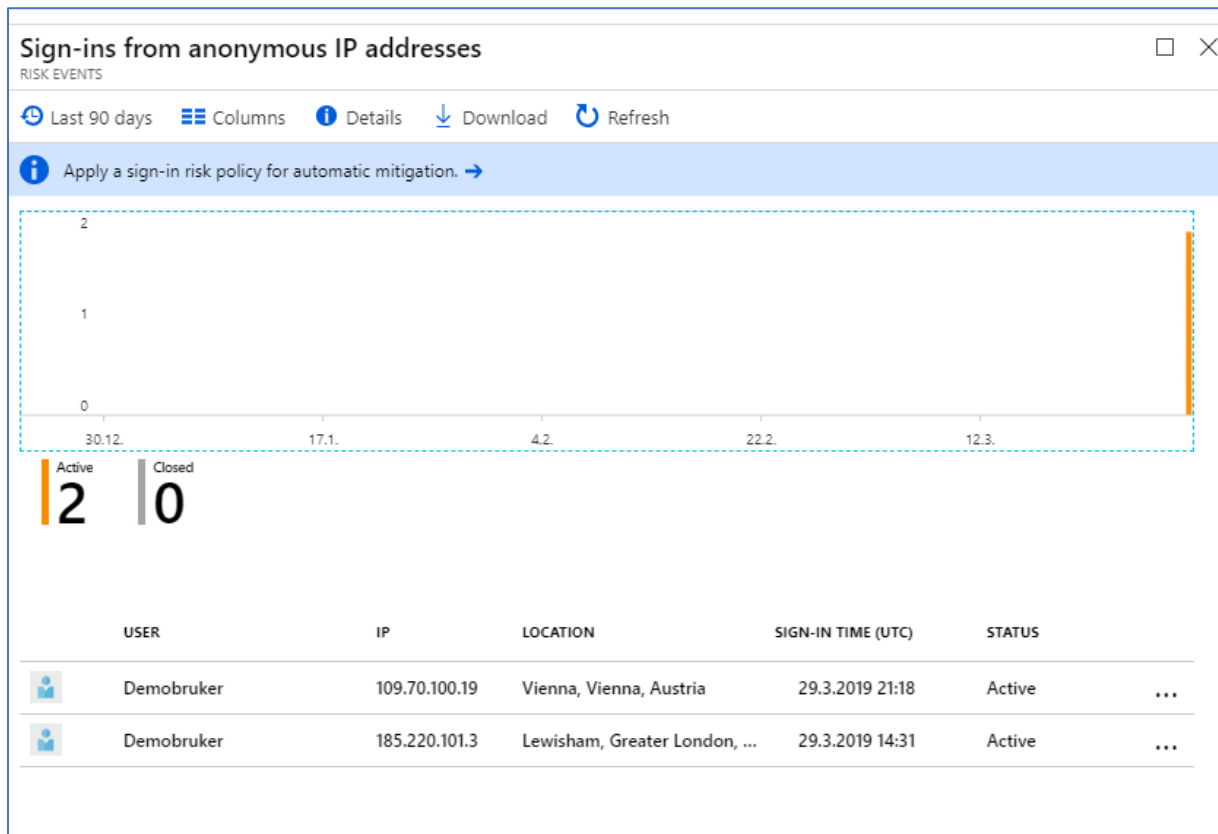 Sign-ins from anonymous IP addresses
RISK EVENTS
Last 90 days Columns Details Download Refresh
Apply a sign-in risk policy for automatic mitigation.
2
1
0
30.12. 17.1. 4.2. 22.2. 12.3.
Active Closed
2 0
USER IP LOCATION SIGN-IN TIME (UTC) STATUS
Demobruker 109.70.100.19 Vienna, Vienna, Austria 29.3.2019 21:18 Active ...
Demobruker 185.220.101.3 Lewisham, Greater London, ... 29.3.2019 14:31 Active ...